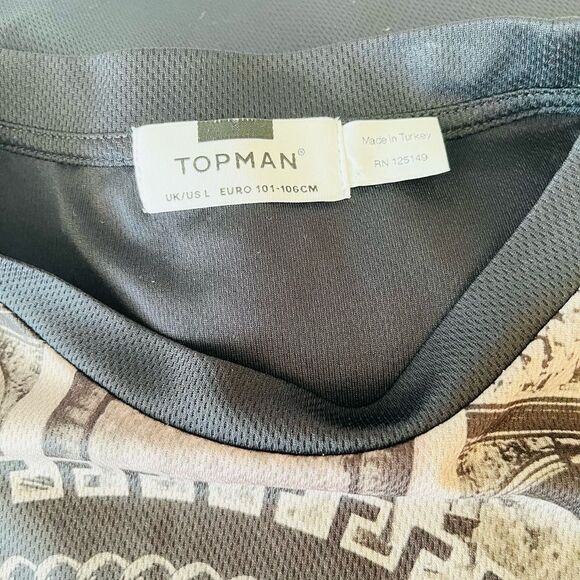 TOPMAN®
UK/US L EURO 101-106CM
Made in Turkey
RN 125149